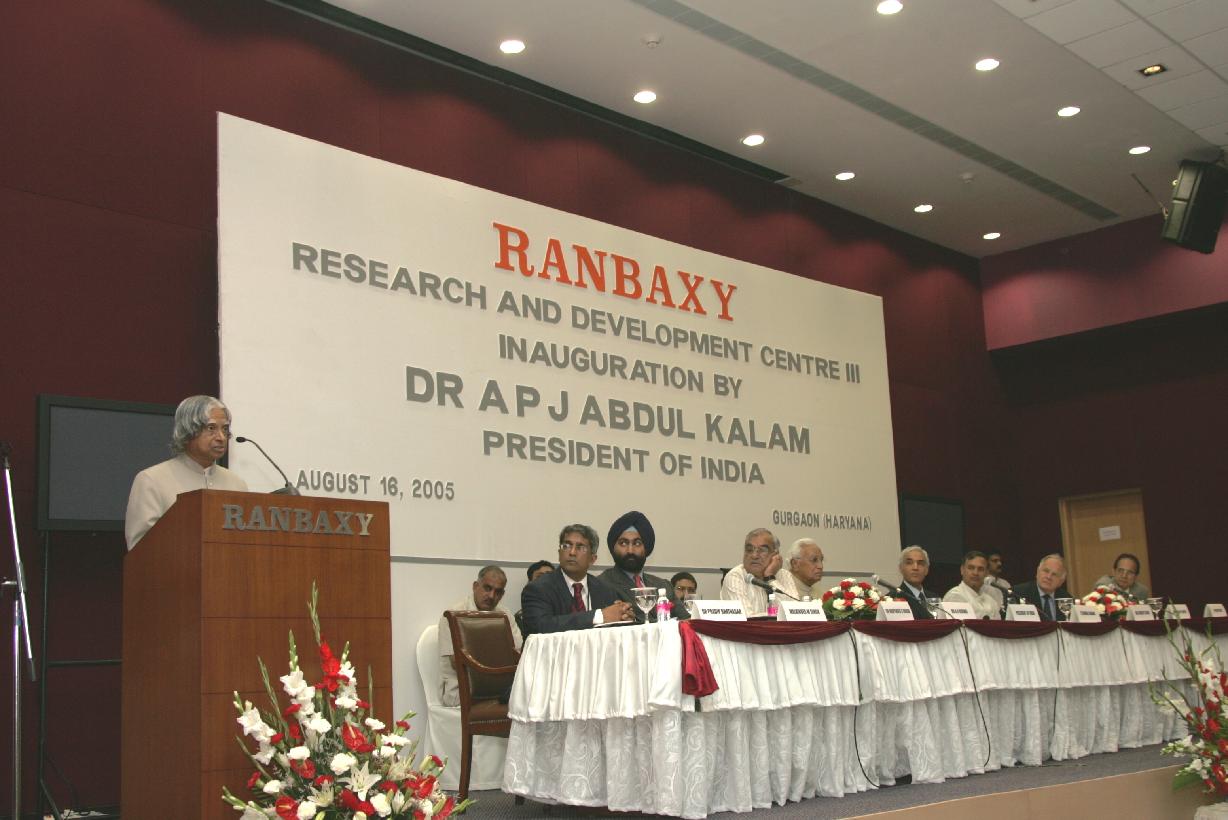 RANBAXY
RESEARCH AND DEVELOPMENT CENTRE III
INAUGURATION BY
DR A P J ABDUL KALAM
PRESIDENT OF INDIA
AUGUST 16, 2005
GURGAON (HARYANA)
RANBAXY